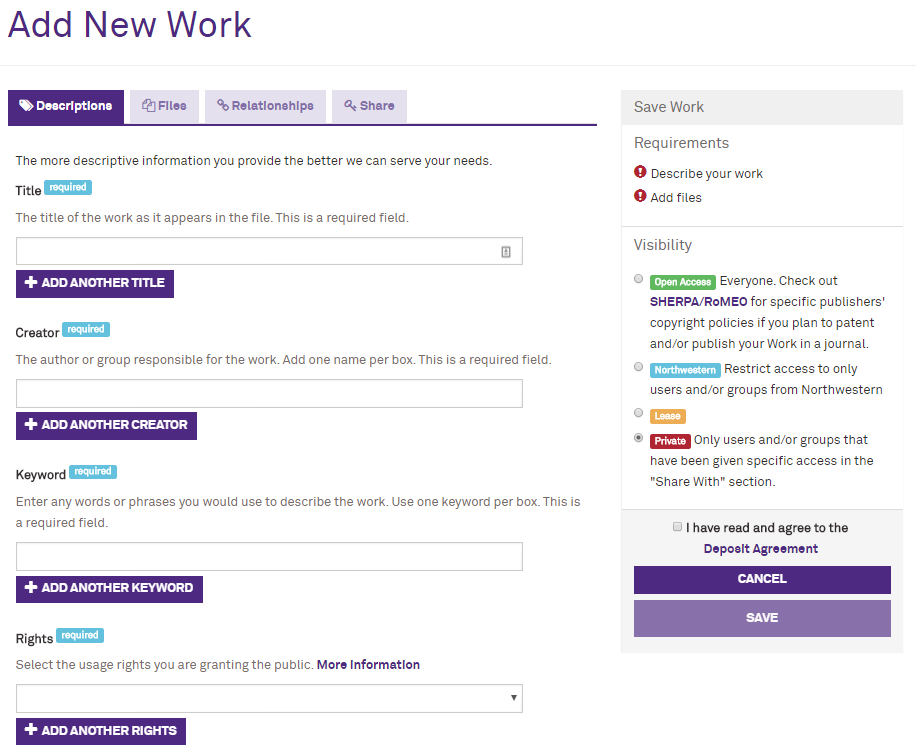 Add New Work
Descriptions
Files
Relationships
Share
The more descriptive information you provide the better we can serve your needs.
Title required
The title of the work as it appears in the file. This is a required field.
ADD ANOTHER TITLE
Creator required
The author or group responsible for the work. Add one name per box. This is a required field.
ADD ANOTHER CREATOR
Keyword required
Enter any words or phrases you would use to describe the work. Use one keyword per box. This is
a required field.
ADD ANOTHER KEYWORD
Rights required
Select the usage rights you are granting the public. More Information
ADD ANOTHER RIGHTS
Save Work
Requirements
Describe your work
Add files
Visibility
Open Access Everyone. Check out
SHERPA/RoMEO for specific publishers'
copyright policies if you plan to patent
and/or publish your Work in a journal.
Northwestern Restrict access to only
users and/or groups from Northwestern
Lease
Private Only users and/or groups that
have been given specific access in the
"Share With" section.
I have read and agree to the
Deposit Agreement
CANCEL
SAVE